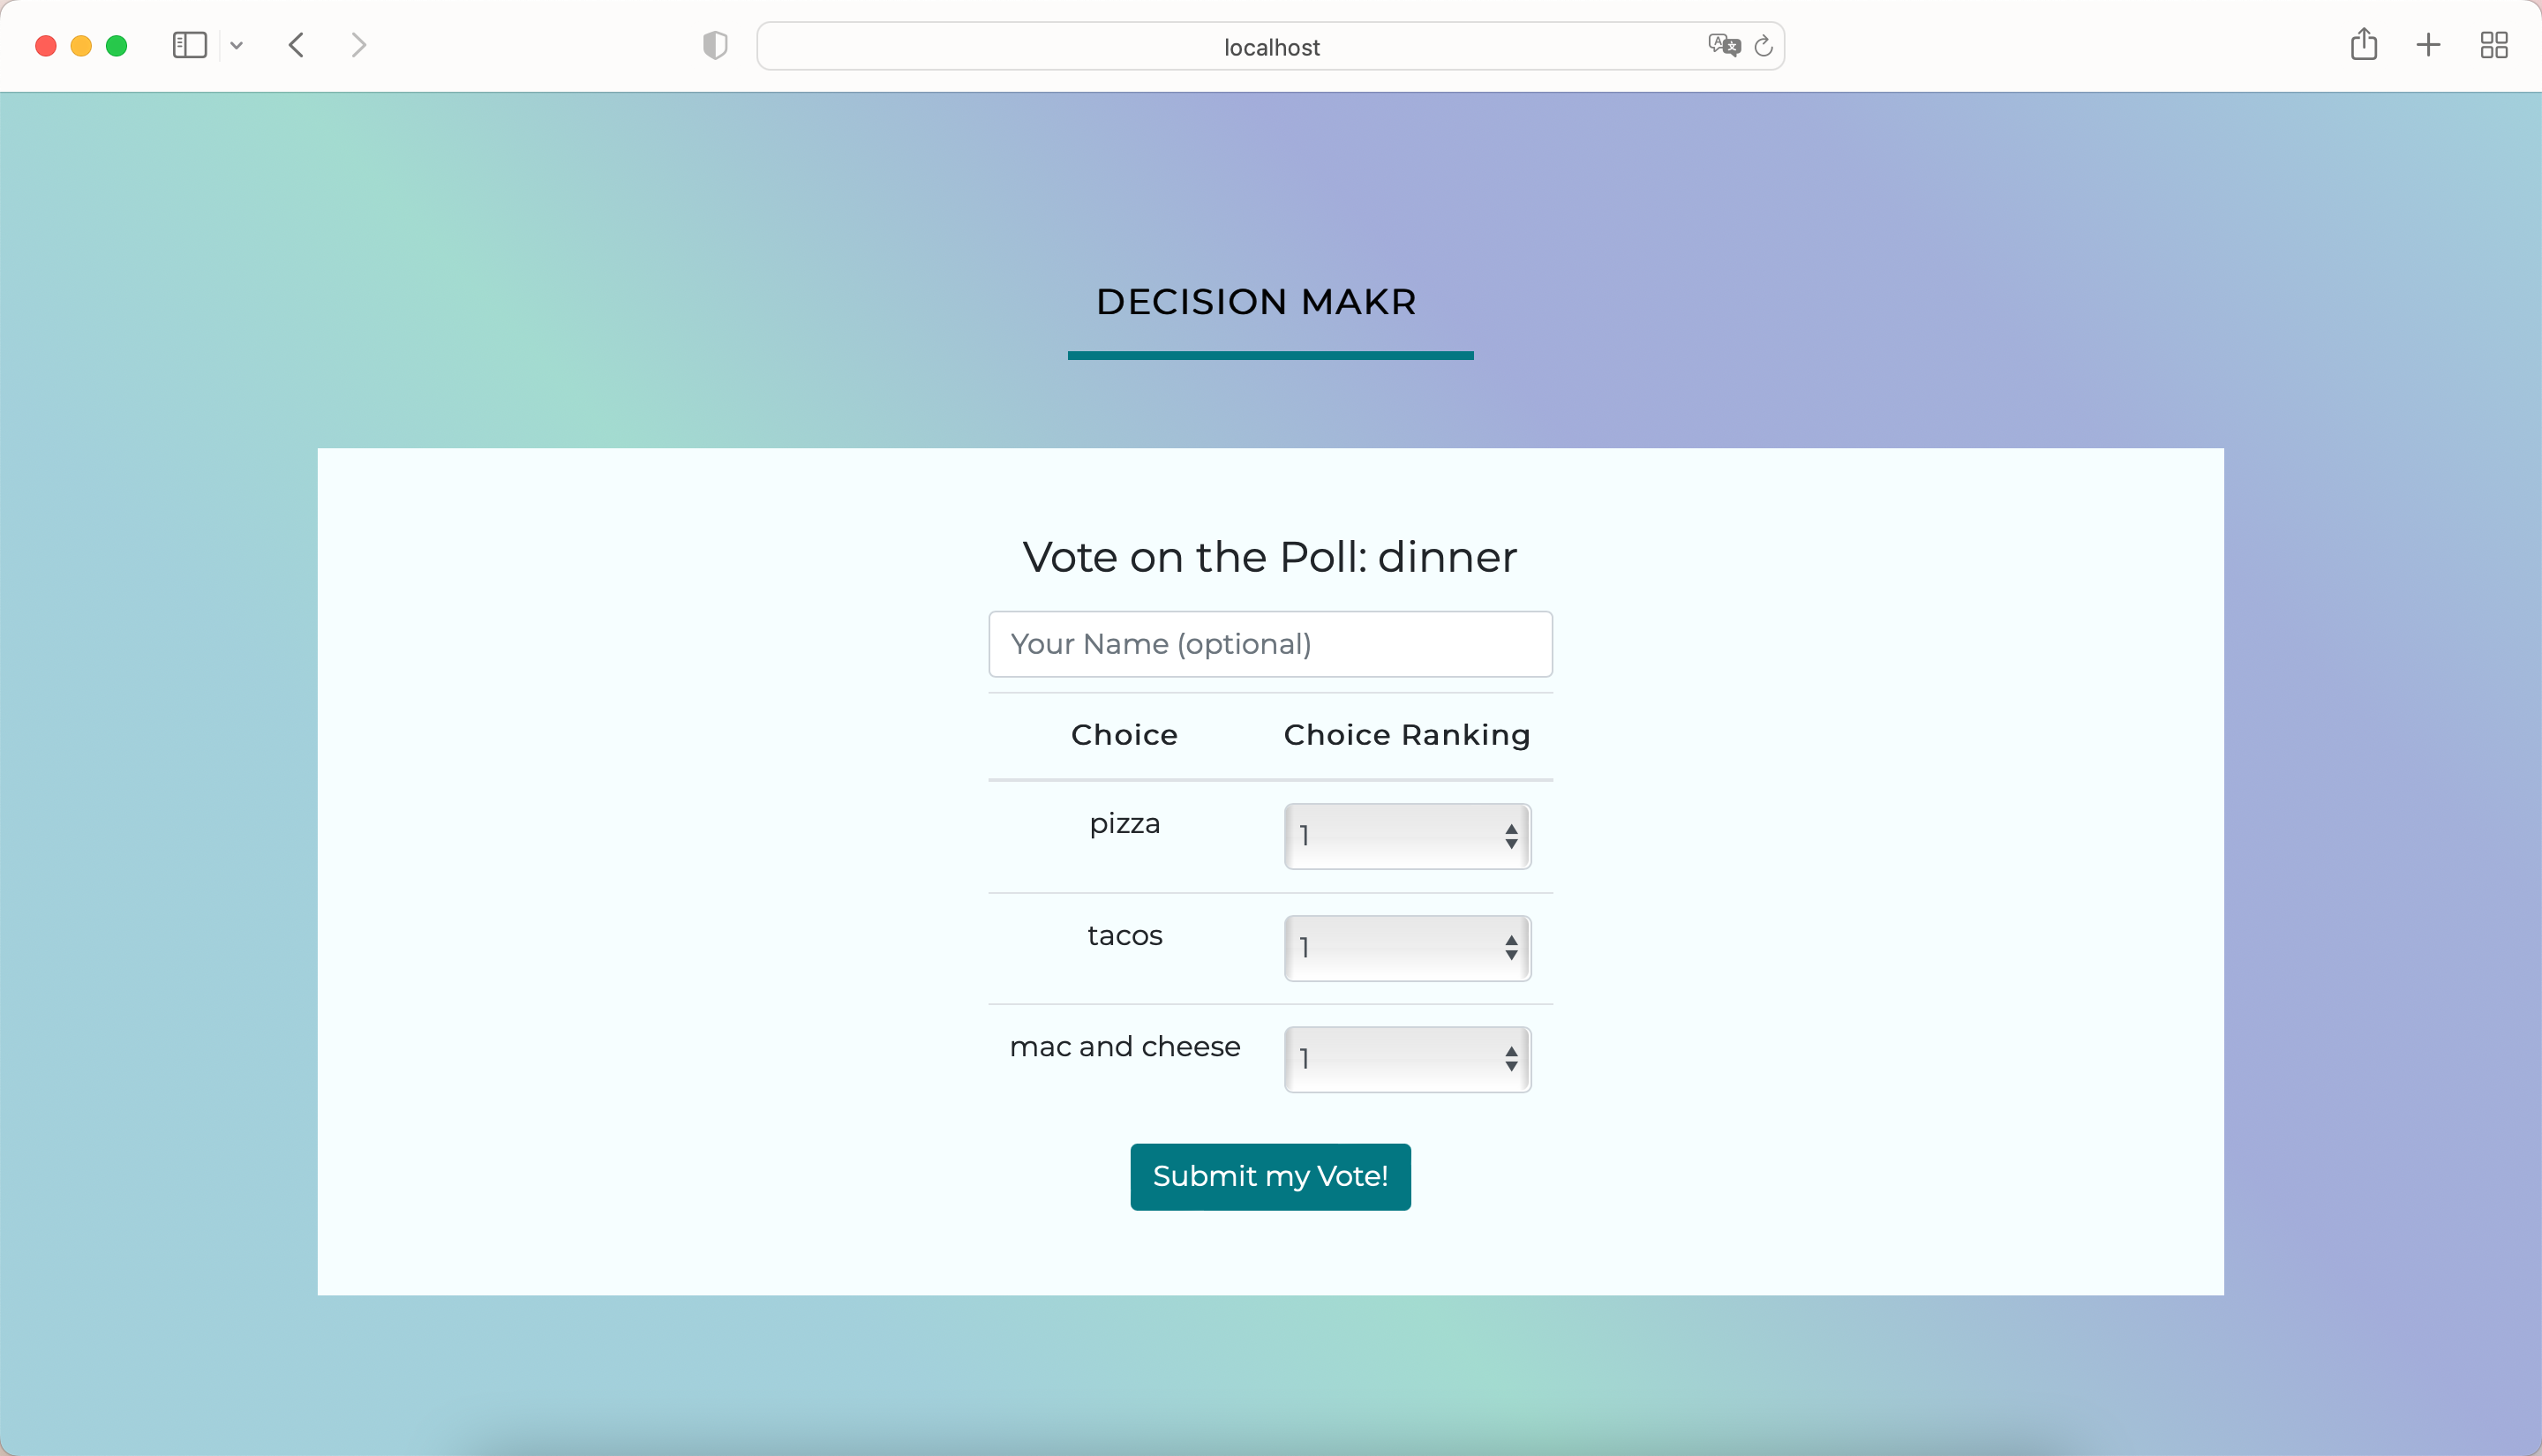 localhost
DECISION MAKR
Vote on the Poll: dinner
Your Name (optional)
Choice Choice Ranking
pizza 1
tacos 1
mac and cheese 1
Submit my Vote!